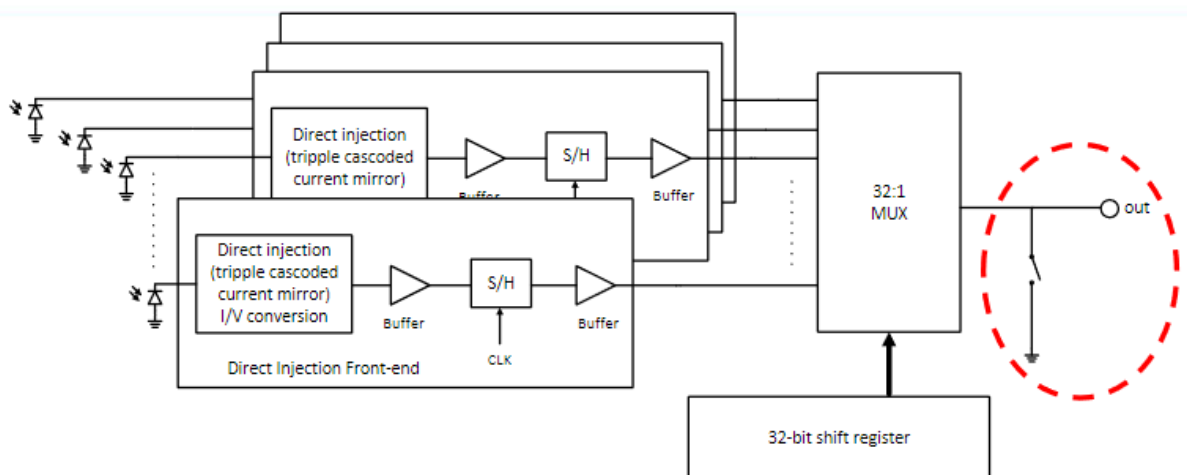 Direct injection
(tripple cascoded
current mirror)
Buffer
S/H
Buffer
Direct injection
(tripple cascoded
current mirror)
I/V conversion
Buffer
S/H
Buffer
CLK
Direct Injection Front-end
32:1
MUX
out
32-bit shift register